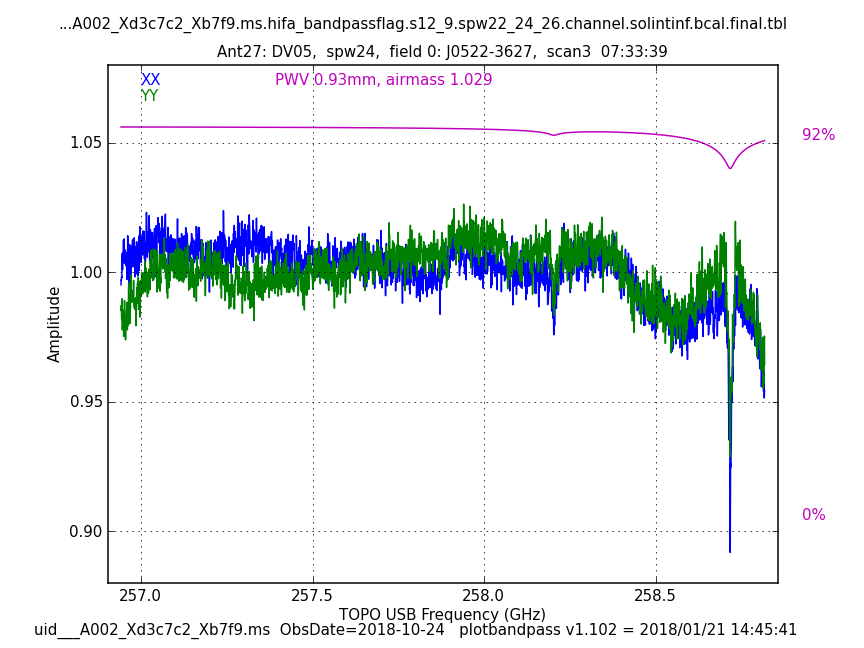 ...A002_Xd3c7c2_Xb7f9.ms.hifa_bandpassflag.s12_9.spw22_24_26.channel.solintinf.bcal.final.tbl
Ant27: DV05, spw24, field 0: J0522-3627, scan3 07:33:39
XX
PWV 0.93mm, airmass 1.029
YY
92%
1.05
1.00
Amplitude
0.95
0%
0.90
257.0 257.5 258.0 258.5
TOPO USB Frequency (GHz)
uid___A002_Xd3c7c2_Xb7f9.ms ObsDate=2018-10-24 plotbandpass v1.102 = 2018/01/21 14:45:41